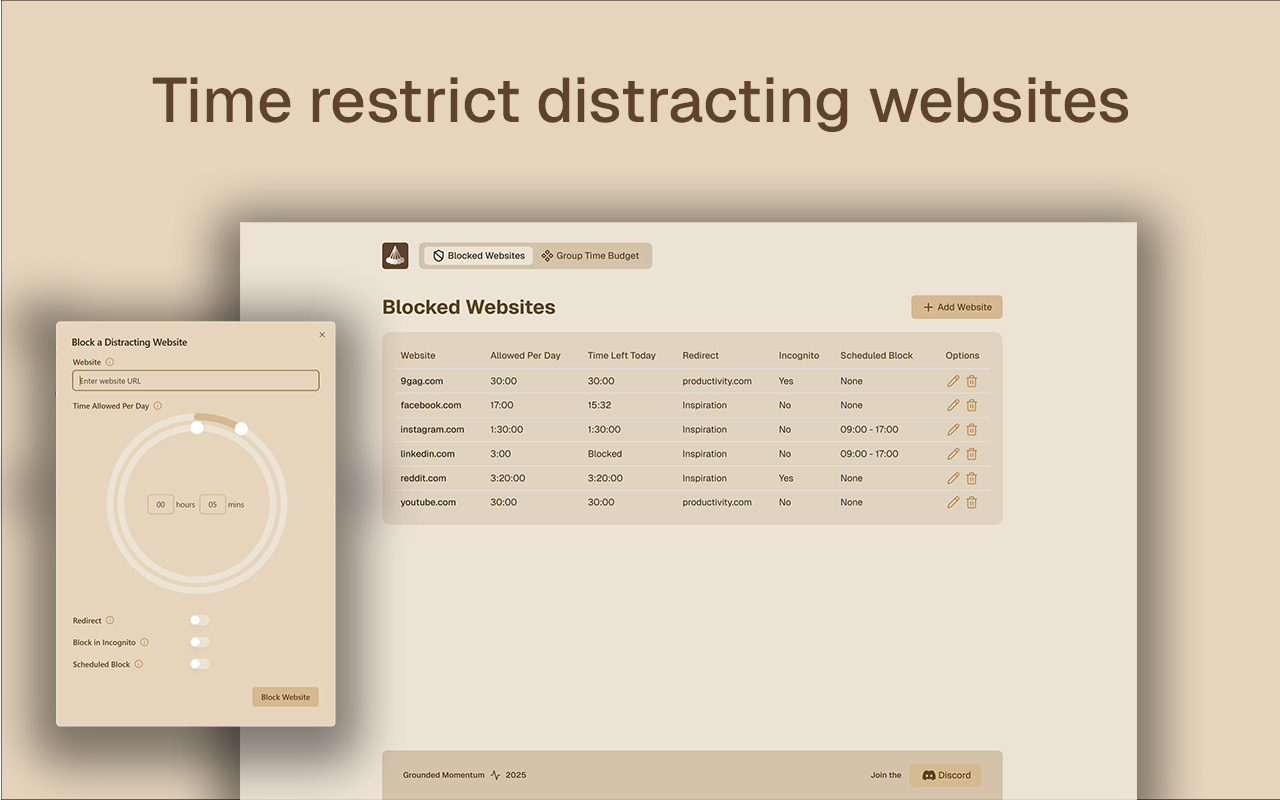 Time restrict distracting websites
Blocked Websites Group Time Budget
Blocked Websites
Add Website
Website Allowed Per Day Time Left Today Redirect Incognito Scheduled Block Options
9gag.com 30:00 30:00 productivity.com Yes None
facebook.com 17:00 15:32 Inspiration No None
instagram.com 1:30:00 1:30:00 Inspiration No 09:00 - 17:00
linkedin.com 3:00 Blocked Inspiration No 09:00 - 17:00
reddit.com 3:20:00 3:20:00 Inspiration Yes None
youtube.com 30:00 30:00 productivity.com No None
Grounded Momentum 2025
Join the Discord
Block a Distracting Website
Website
Enter website URL
Time Allowed Per Day
00 hours 05 mins
Redirect
Block in Incognito
Scheduled Block
Block Website